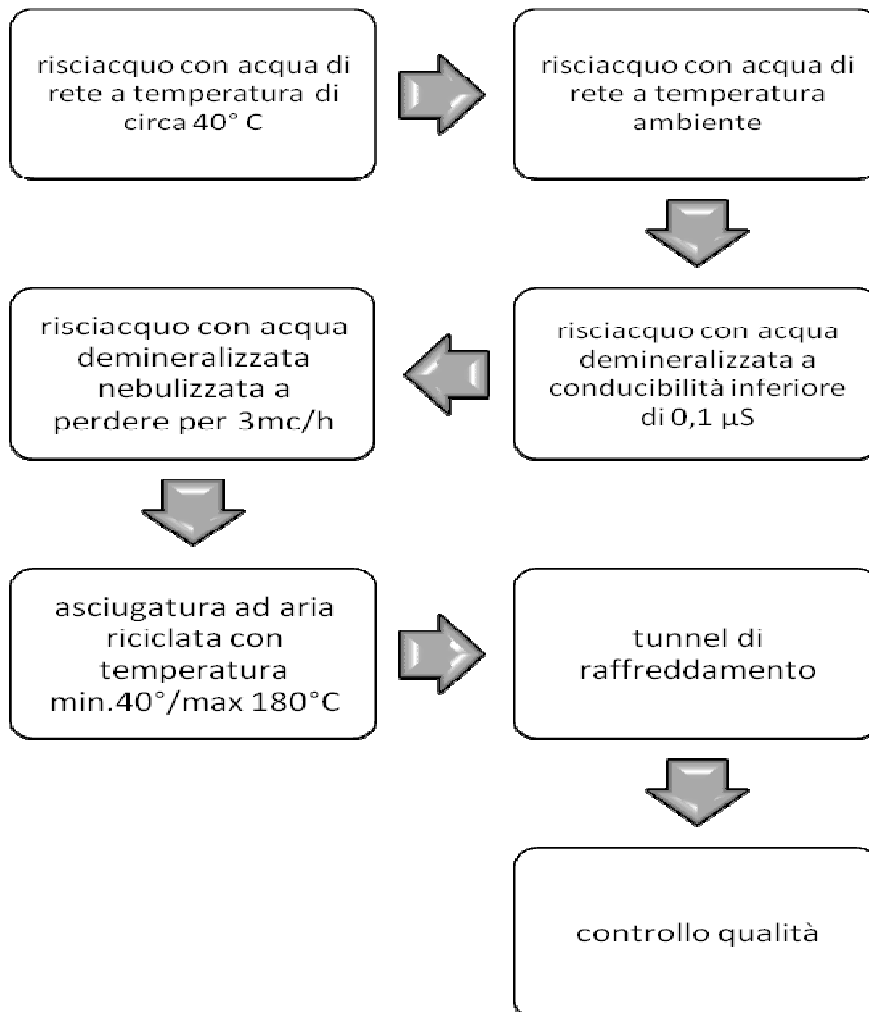 risciacquo con acqua di
rete a temperatura di
circa 40° C
risciacquo con acqua di
rete a temperatura
ambiente
risciacquo con acqua
demineralizzata a
conducibilità inferiore
di 0,1 µS
risciacquo con acqua
demineralizzata
nebulizzata a
perdere per 3mc/h
asciugatura ad aria
riciclata con
temperatura
min.40°/max 180°C
tunnel di
raffreddamento
controllo qualità